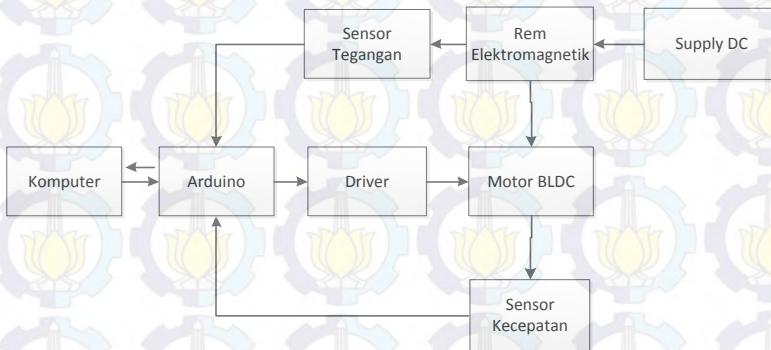 Sensor
Tegangan
Rem
Elektromagnetik
Supply DC
Komputer
Arduino
Driver
Motor BLDC
Sensor
Kecepatan